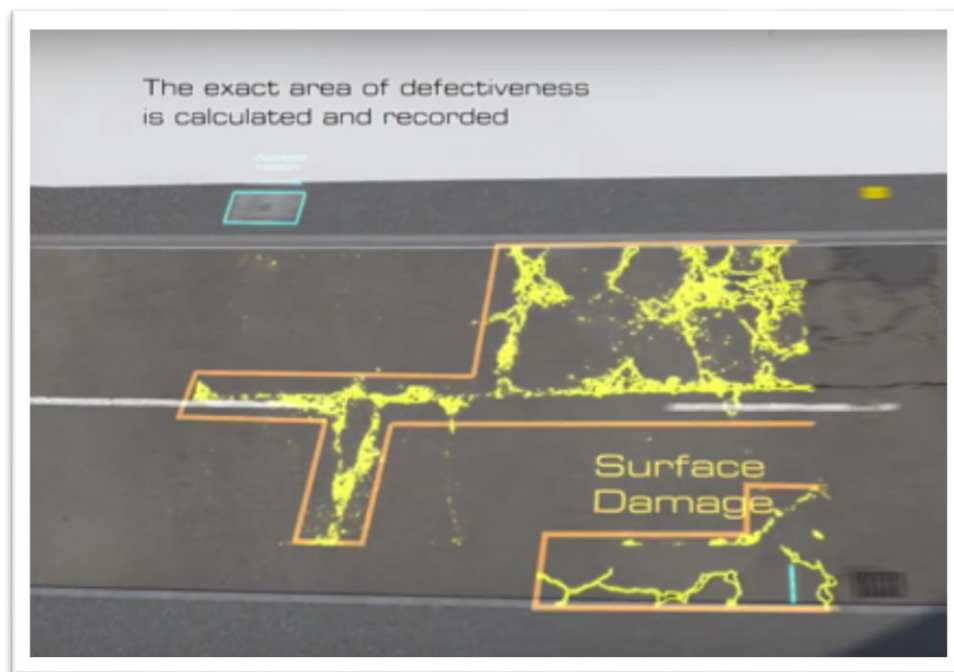 The exact area of defectiveness
is calculated and recorded
Surface
Damage